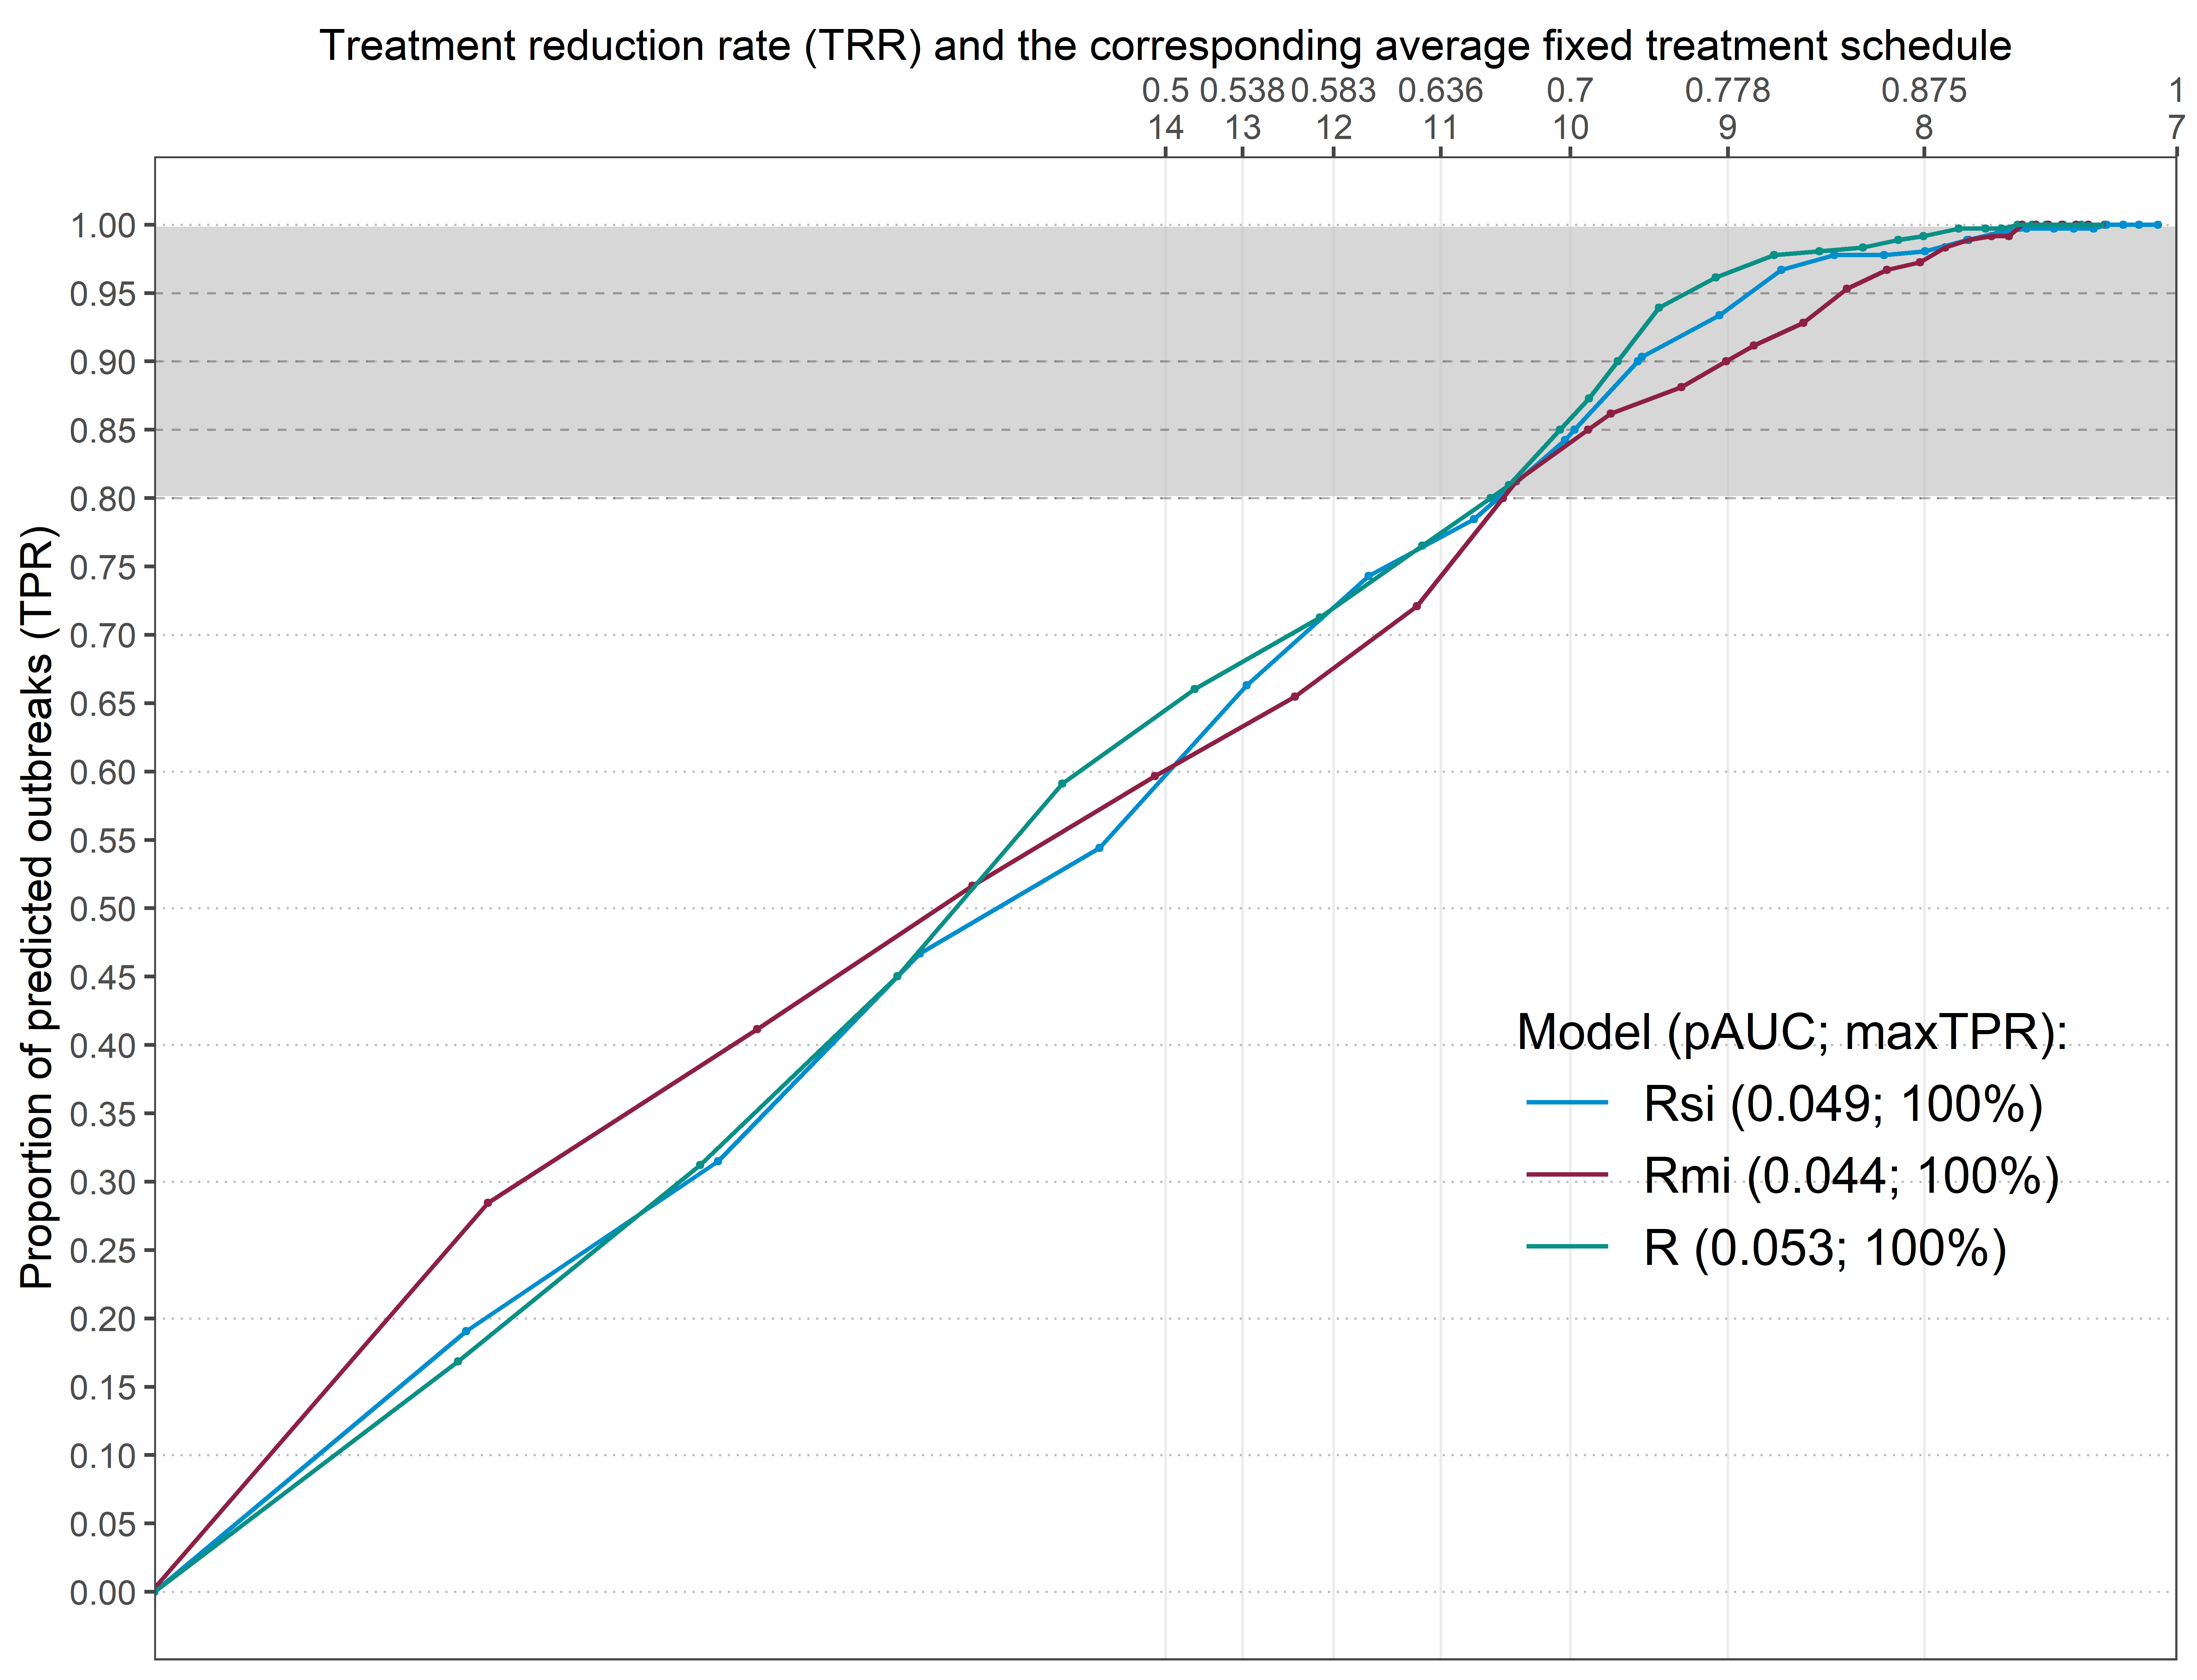 Treatment reduction rate (TRR) and the corresponding average fixed treatment schedule
0.5 0.538 0.583 0.636 0.7 0.778 0.875 1
14 13 12 11 10 9 8 7
Proportion of predicted outbreaks (TPR)
1.00
0.95
0.90
0.85
0.80
0.75
0.70
0.65
0.60
0.55
0.50
0.45
0.40
0.35
0.30
0.25
0.20
0.15
0.10
0.05
0.00
Model (pAUC; maxTPR):
Rsi (0.049; 100%)
Rmi (0.044; 100%)
R (0.053; 100%)